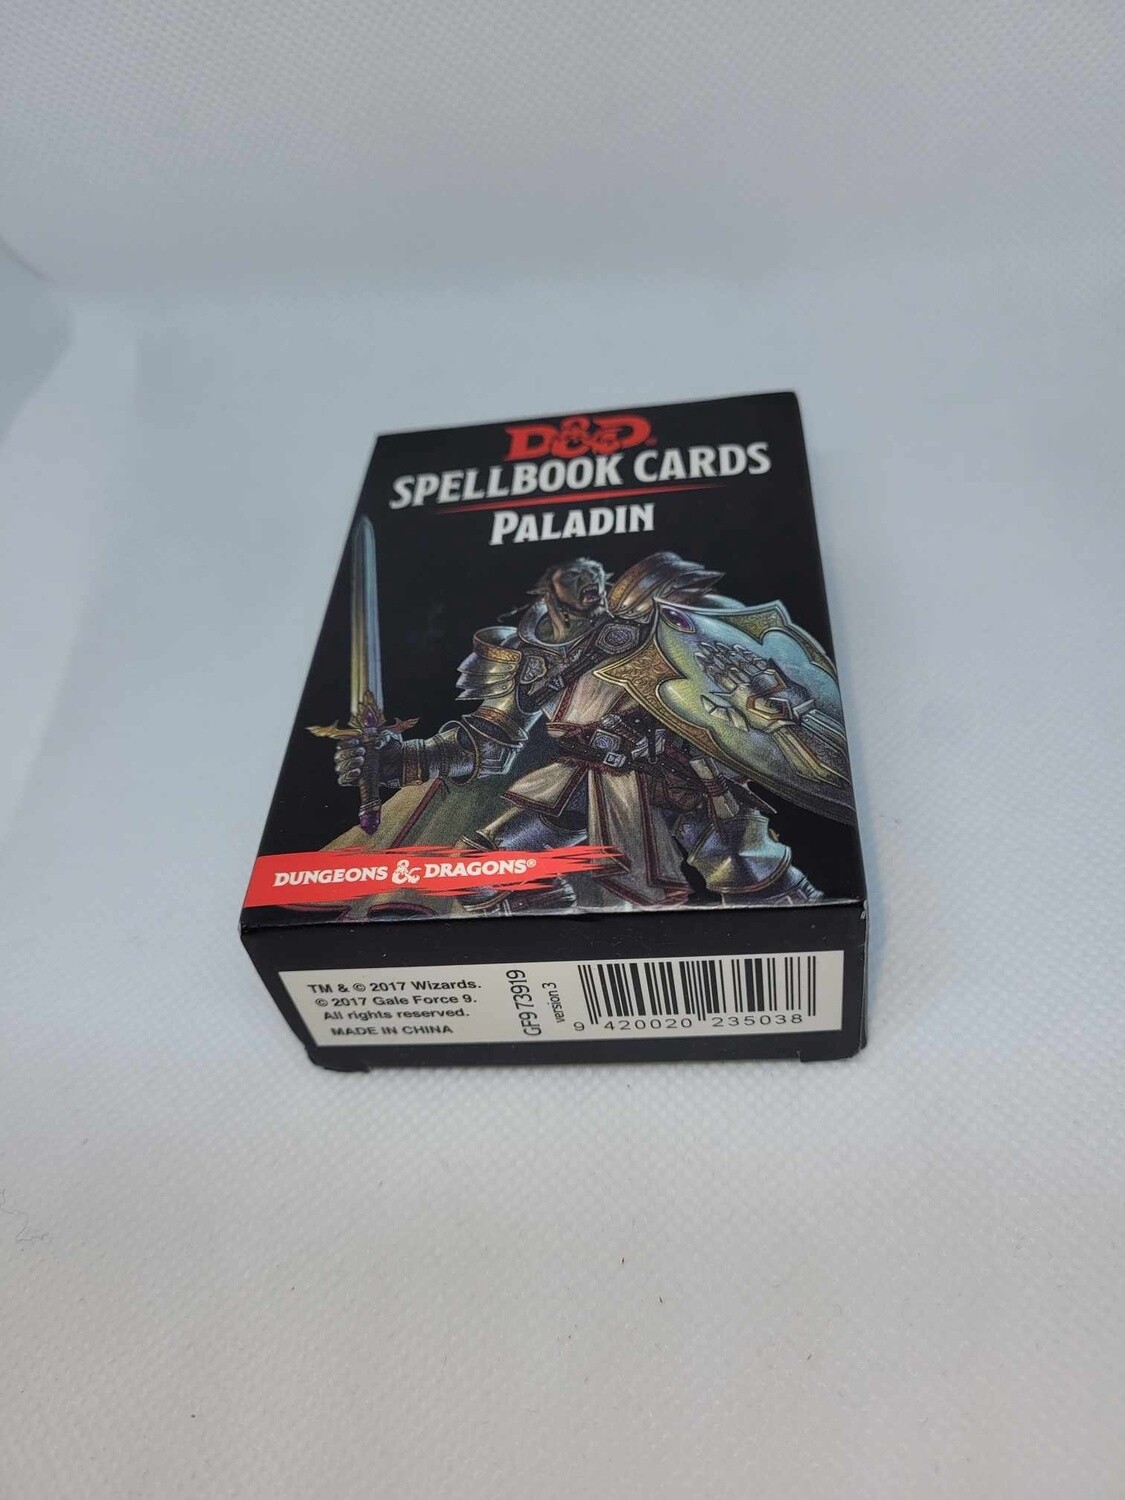 D&D®
SPELLBOOK CARDS
PALADIN
DUNGEONS & DRAGONS®
TM & © 2017 Wizards.
© 2017 Gale Force 9.
All rights reserved.
MADE IN CHINA
GF9 73919
version 3
9 420020 235038